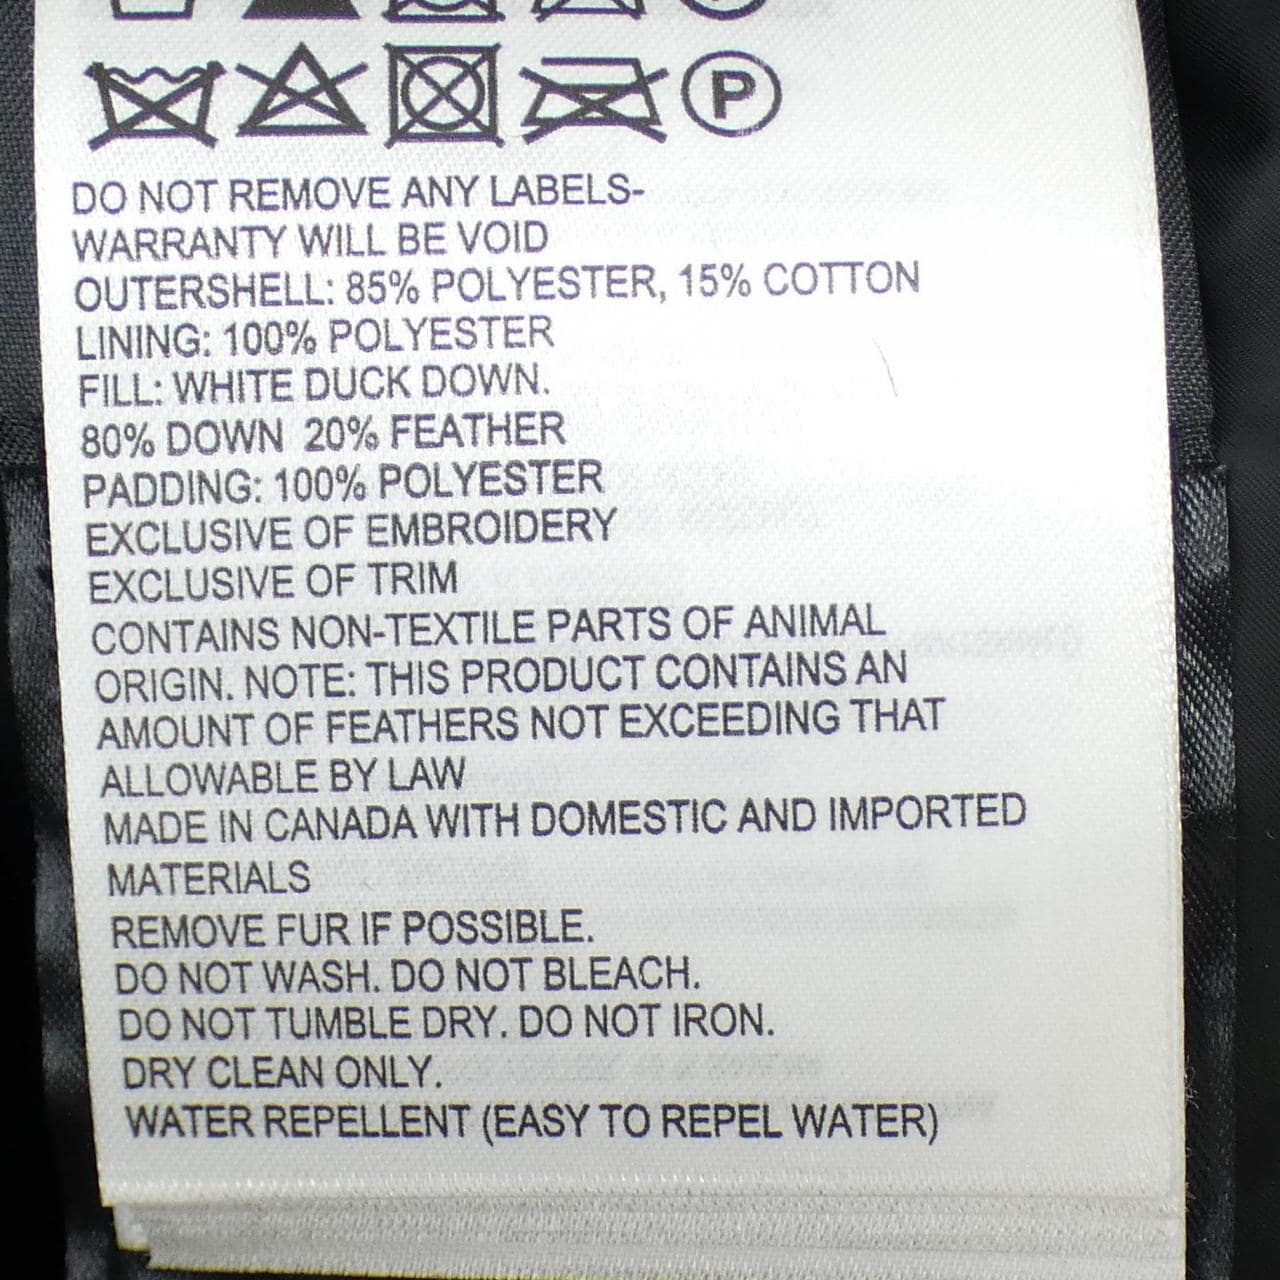 P
DO NOT REMOVE ANY LABELS-
WARRANTY WILL BE VOID
OUTERSHELL: 85% POLYESTER, 15% COTTON
LINING: 100% POLYESTER
FILL: WHITE DUCK DOWN.
80% DOWN 20% FEATHER
PADDING: 100% POLYESTER
EXCLUSIVE OF EMBROIDERY
EXCLUSIVE OF TRIM
CONTAINS NON-TEXTILE PARTS OF ANIMAL
ORIGIN. NOTE: THIS PRODUCT CONTAINS AN
AMOUNT OF FEATHERS NOT EXCEEDING THAT
ALLOWABLE BY LAW
MADE IN CANADA WITH DOMESTIC AND IMPORTED
MATERIALS
REMOVE FUR IF POSSIBLE.
DO NOT WASH. DO NOT BLEACH.
DO NOT TUMBLE DRY. DO NOT IRON.
DRY CLEAN ONLY.
WATER REPELLENT (EASY TO REPEL WATER)